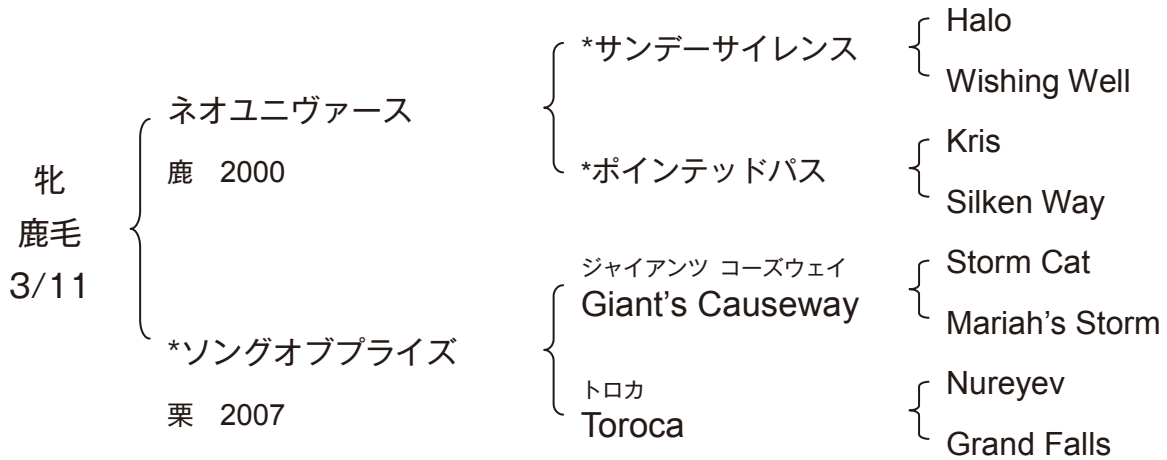 牝
鹿毛
3/11
ネオユニヴァース
鹿 2000
*サンデーサイレンス
Halo
Wishing Well
*ポインテッドパス
Kris
Silken Way
*ソングオブプライズ
栗 2007
ジャイアンツ コーズウェイ
Giant's Causeway
Storm Cat
Mariah's Storm
トロカ
Toroca
Nureyev
Grand Falls